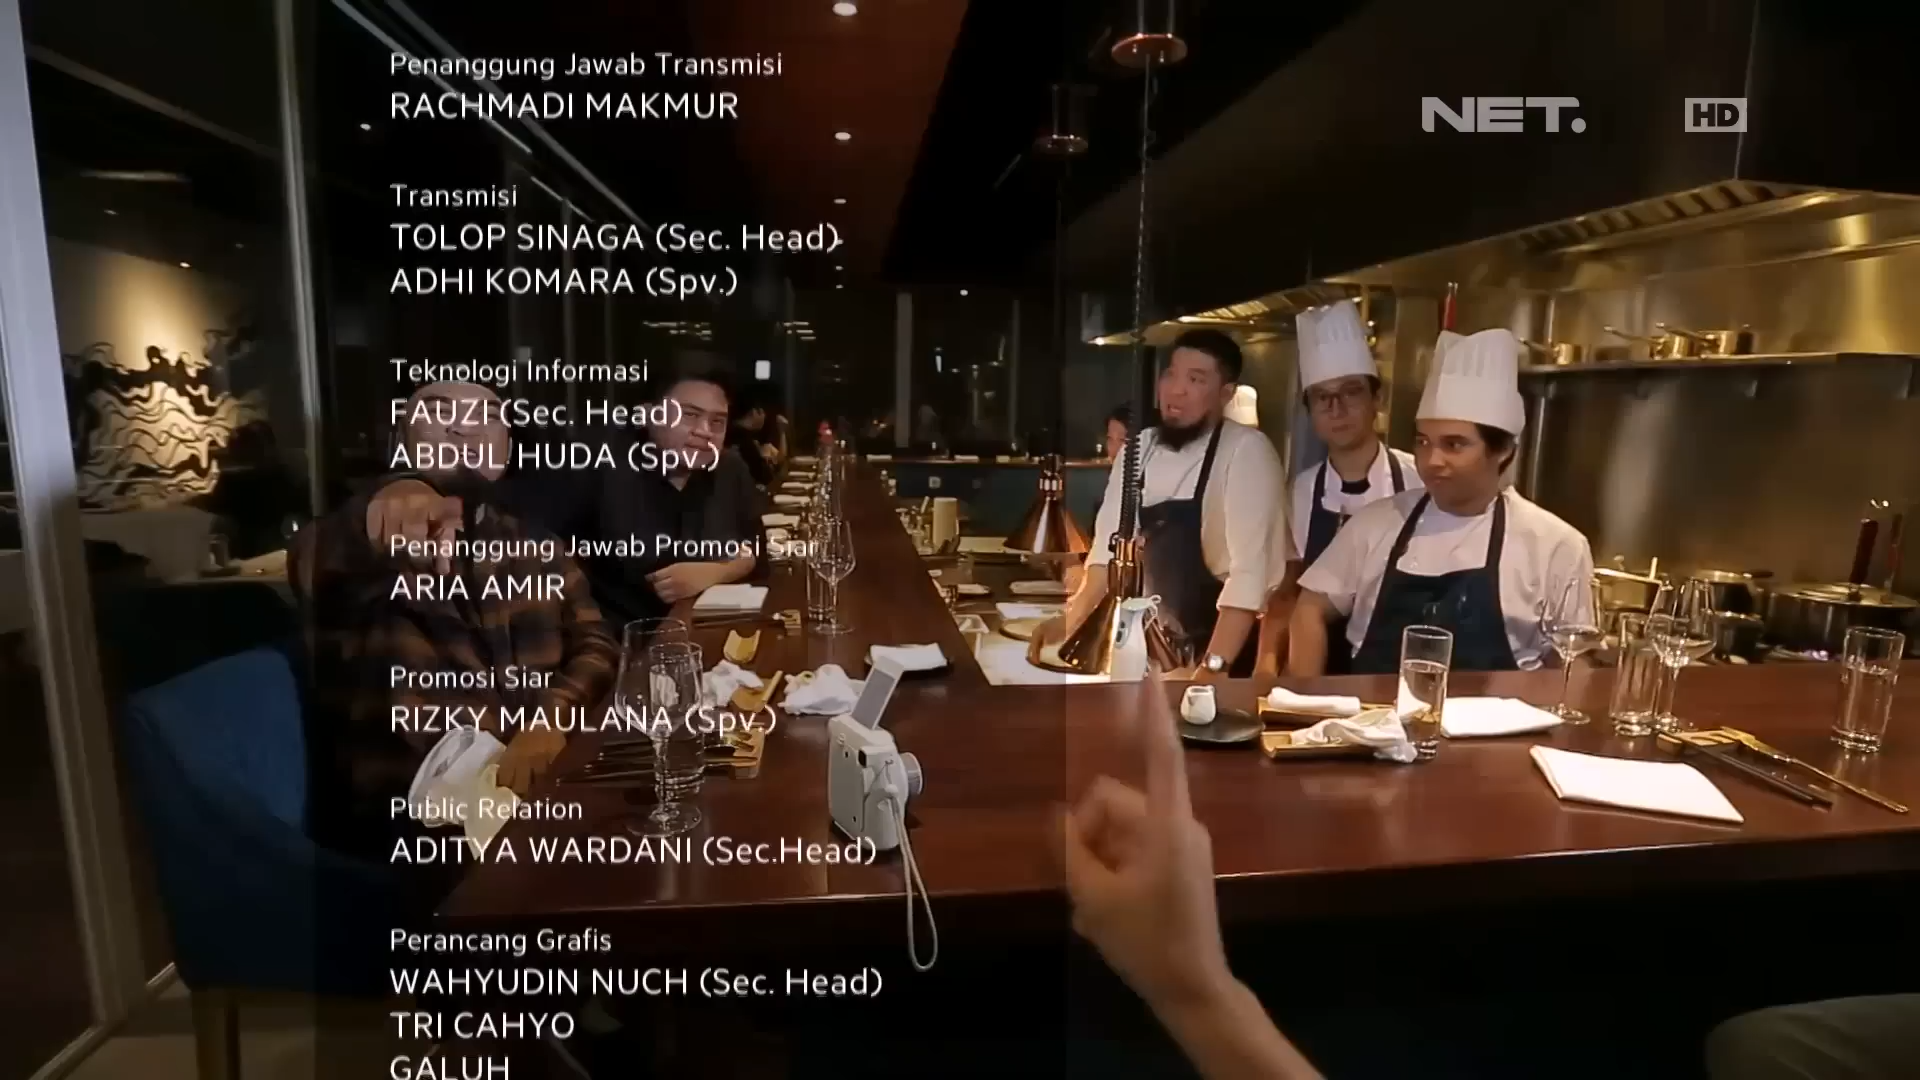 Penanggung Jawab Transmisi
RACHMADI MAKMUR
NET.
HD
Transmisi
TOLOP SINAGA (Sec. Head)
ADHI KOMARA (Spv.)
Teknologi Informasi
FAUZI (Sec. Head)
ABDUL HUDA (Spv.)
Penanggung Jawab Promosi Siar
ARIA AMIR
Promosi Siar
RIZKY MAULANA (Spv.)
Public Relation
ADITYA WARDANI (Sec.Head)
Perancang Grafis
WAHYUDIN NUCH (Sec. Head)
TRI CAHYO
GALUH